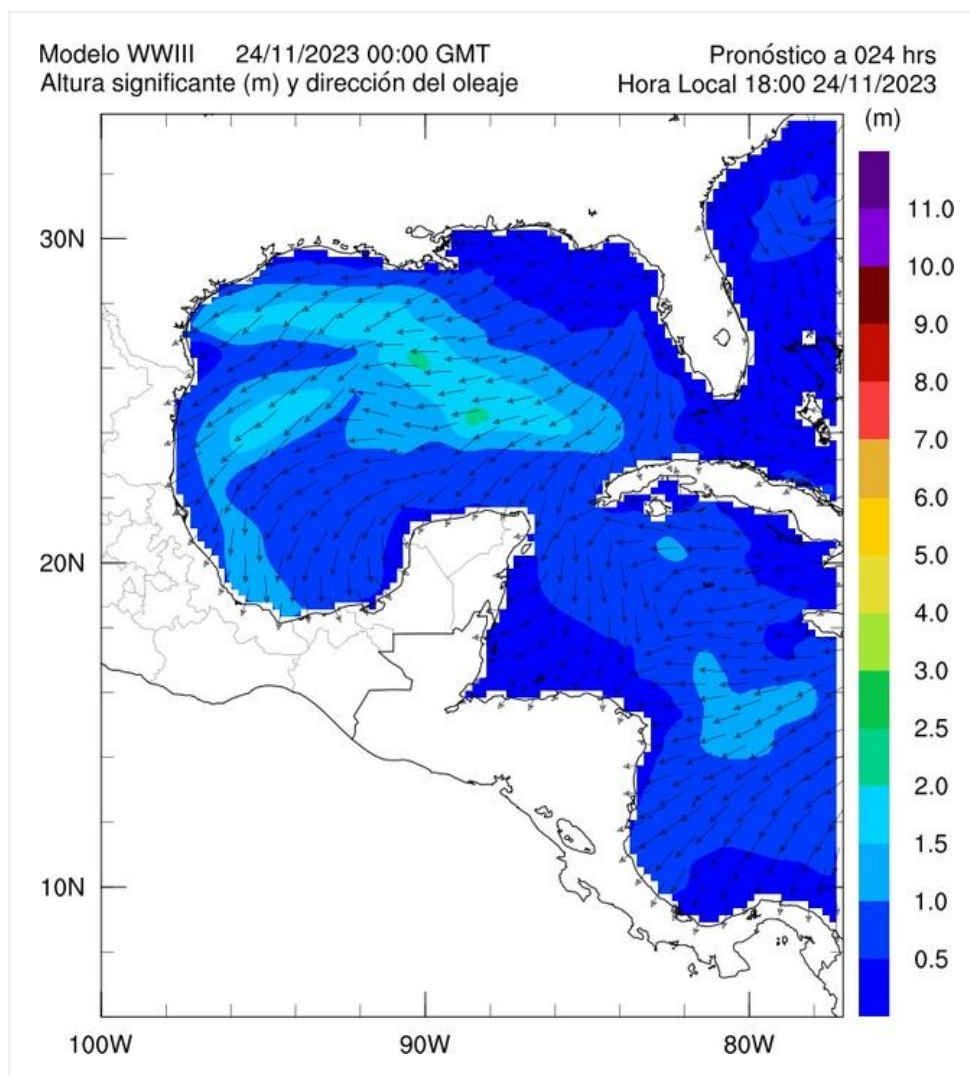 Modelo WWIII 24/11/2023 00:00 GMT
Pronóstico a 024 hrs
Altura significante (m) y dirección del oleaje
Hora Local 18:00 24/11/2023
(m)
11.0
10.0
9.0
8.0
7.0
6.0
5.0
4.0
3.0
2.5
2.0
1.5
1.0
0.5
30N
20N
10N
100W
90W
80W